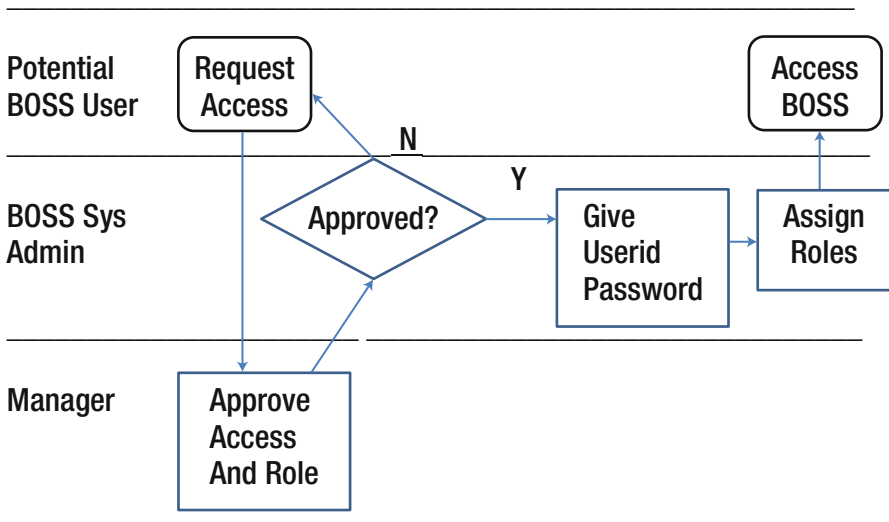 Potential
BOSS User
Request
Access
Access
BOSS
N
Y
BOSS Sys
Admin
Approved?
Give
Userid
Password
Assign
Roles
Manager
Approve
Access
And Role